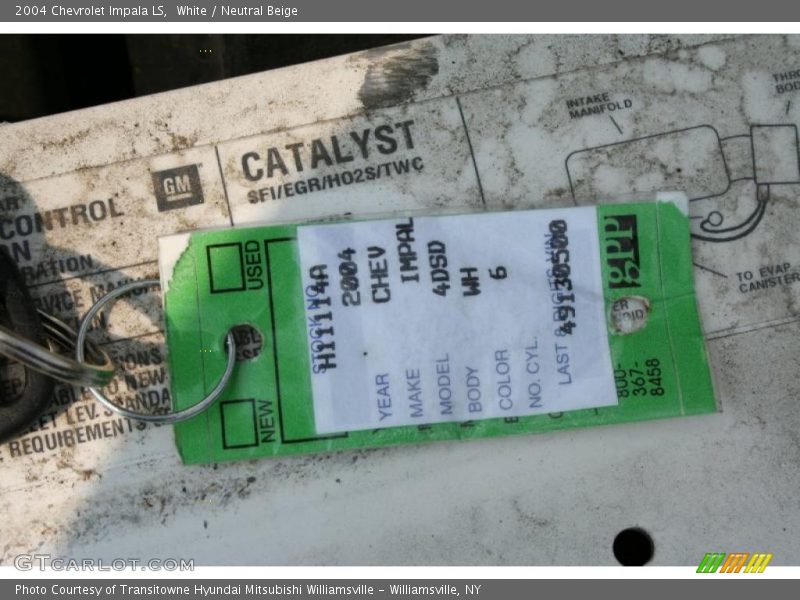 2004 Chevrolet Impala LS,  White / Neutral Beige
GM
CATALYST
SFI/EGR/HO2S/TWC
INTAKE
MANIFOLD
CONTROL
TO EVAP
CANISTER
REQUIREMENTS
USED
NEW
STOCK NO.
H11114A
YEAR 2004
MAKE CHEV
MODEL IMPAL
BODY 4DSD
COLOR WH
NO. CYL. 6
LAST 8 DIGITS VIN
49130500
gpp
800-
367-
8458
GTCARLOT.COM
Photo Courtesy of Transitowne Hyundai Mitsubishi Williamsville - Williamsville, NY